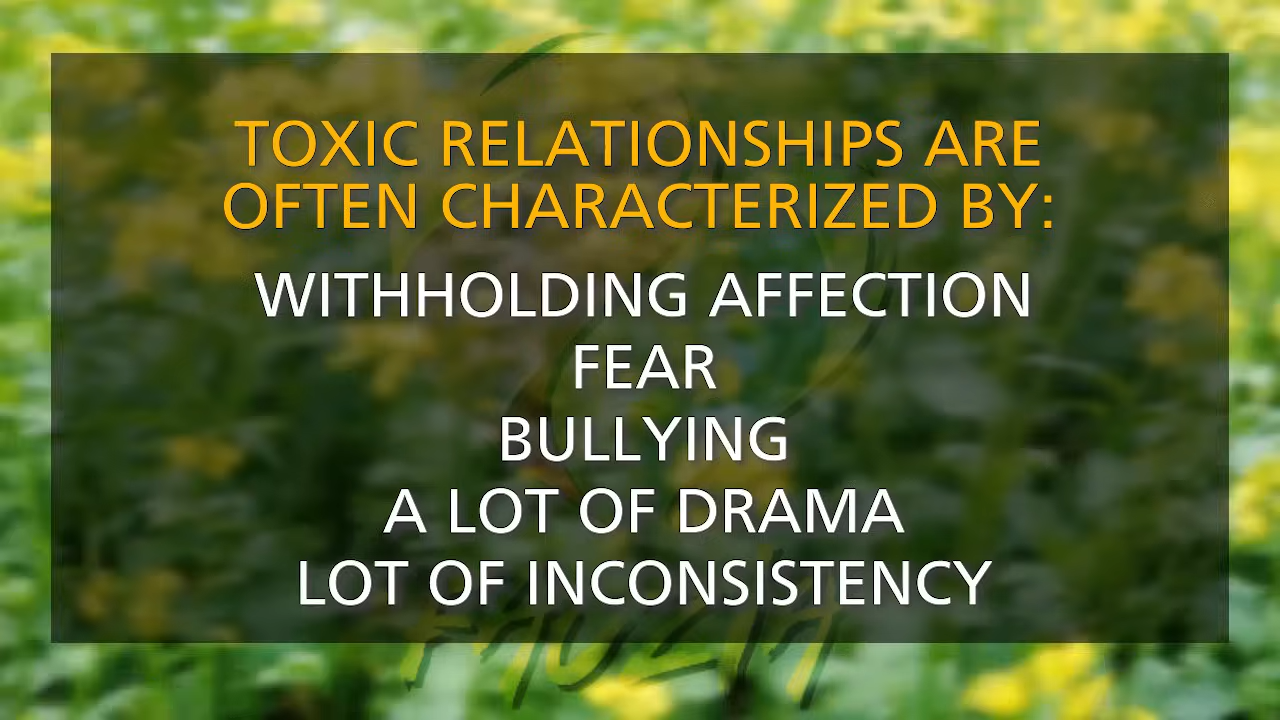 TOXIC RELATIONSHIPS ARE
OFTEN CHARACTERIZED BY:
WITHHOLDING AFFECTION
FEAR
BULLYING
A LOT OF DRAMA
LOT OF INCONSISTENCY